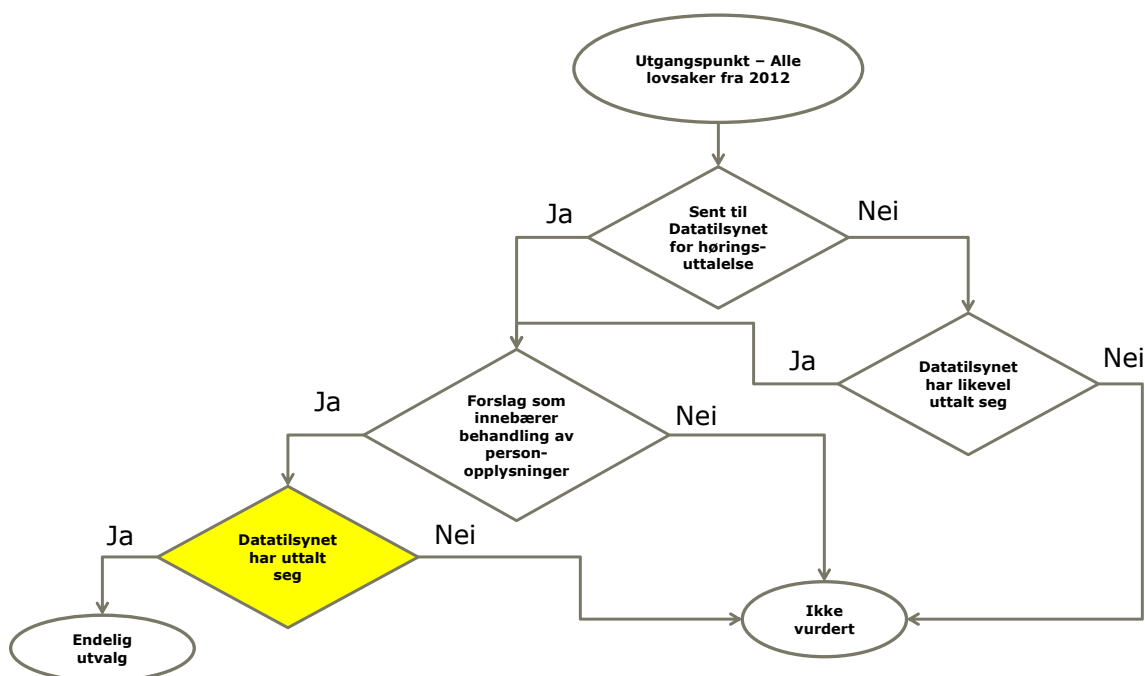 Utgangspunkt – Alle
lovsaker fra 2012
Ja
Sent til
Datatilsynet
for hørings-
uttalelse
Nei
Ja
Datatilsynet
har likevel
uttalt seg
Nei
Ja
Forslag som
innebærer
behandling av
person-
opplysninger
Nei
Ja
Datatilsynet
har uttalt
seg
Nei
Endelig
utvalg
Ikke
vurdert